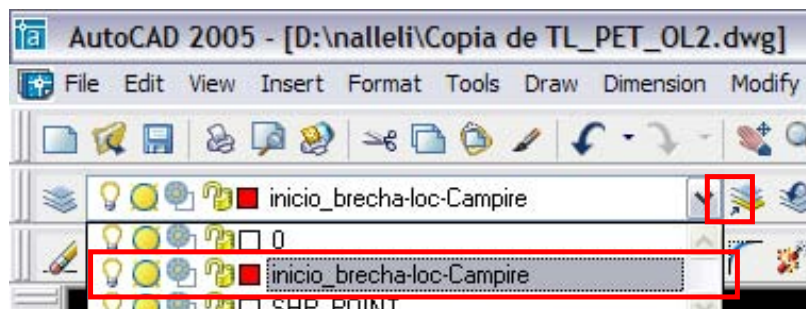 AutoCAD 2005 - [D:\nalleli\Copia de TL_PET_OL2.dwg]
File Edit View Insert Format Tools Draw Dimension Modify
inicio_brecha-loc-Campire
0
inicio_brecha-loc-Campire
SHP_POINT